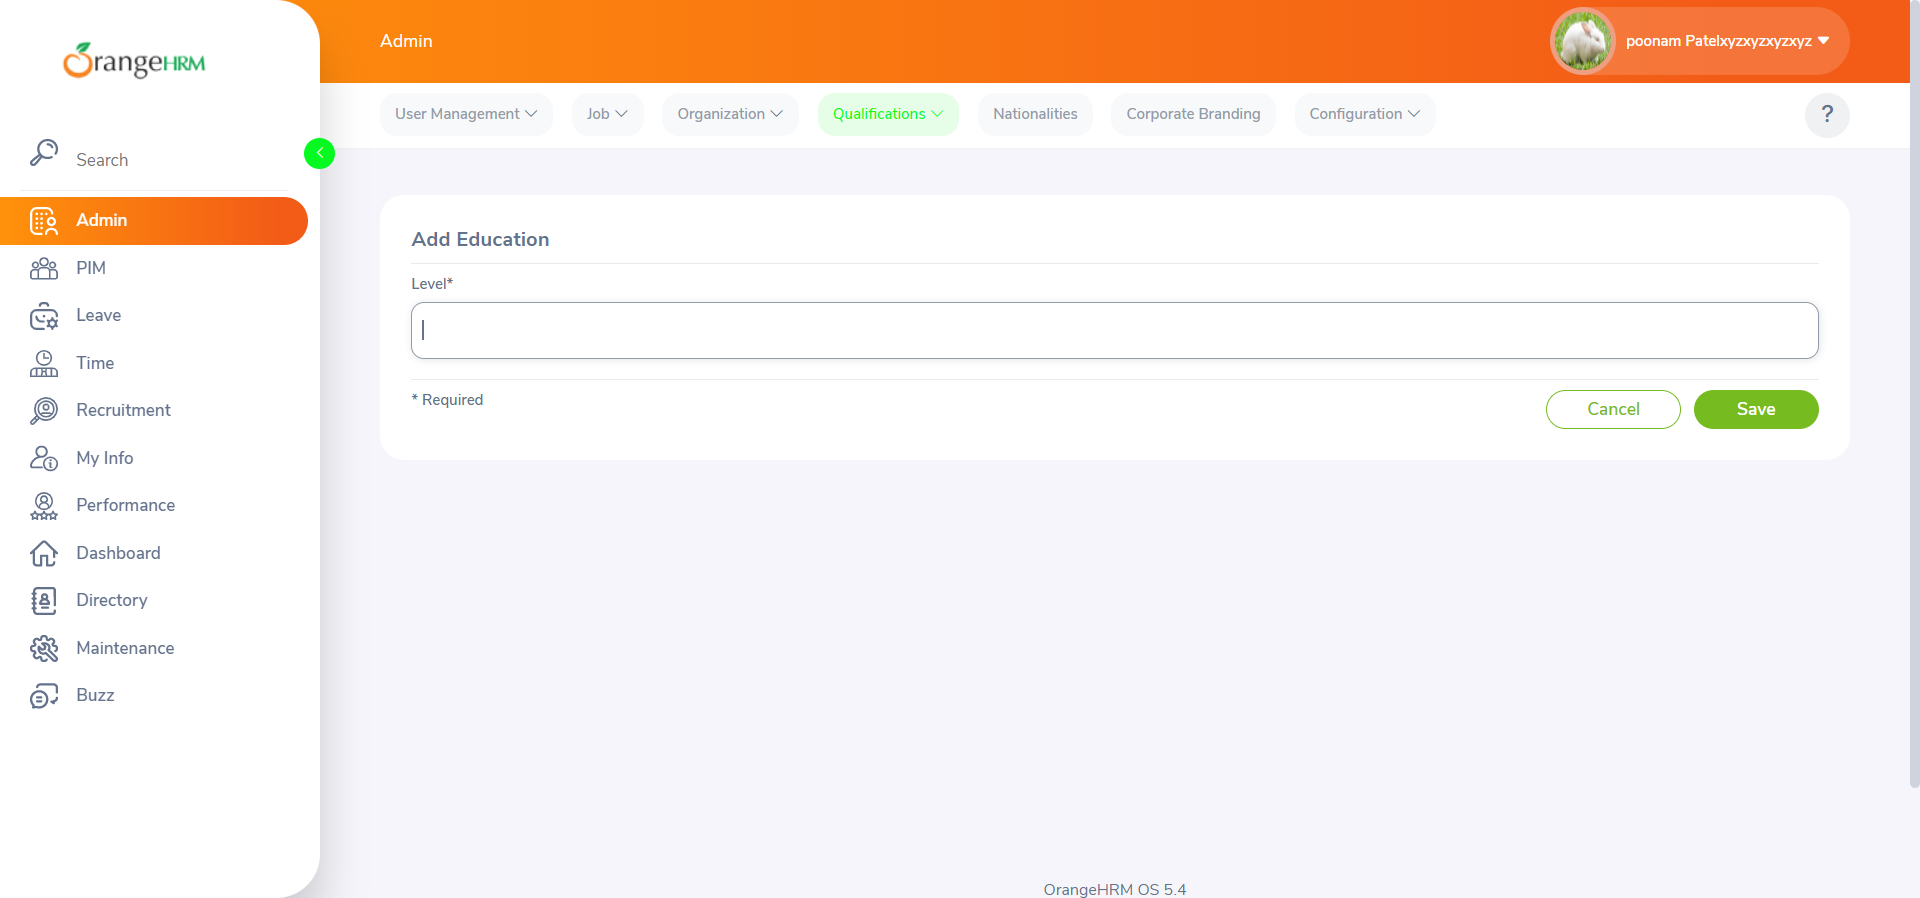 OrangeHRM
Admin
poonam Patelxyzxyzxyzxyz
User Management
Job
Organization
Qualifications
Nationalities
Corporate Branding
Configuration
?
Search
Admin
PIM
Leave
Time
Recruitment
My Info
Performance
Dashboard
Directory
Maintenance
Buzz
Add Education
Level*
* Required
Cancel
Save
OrangeHRM OS 5.4